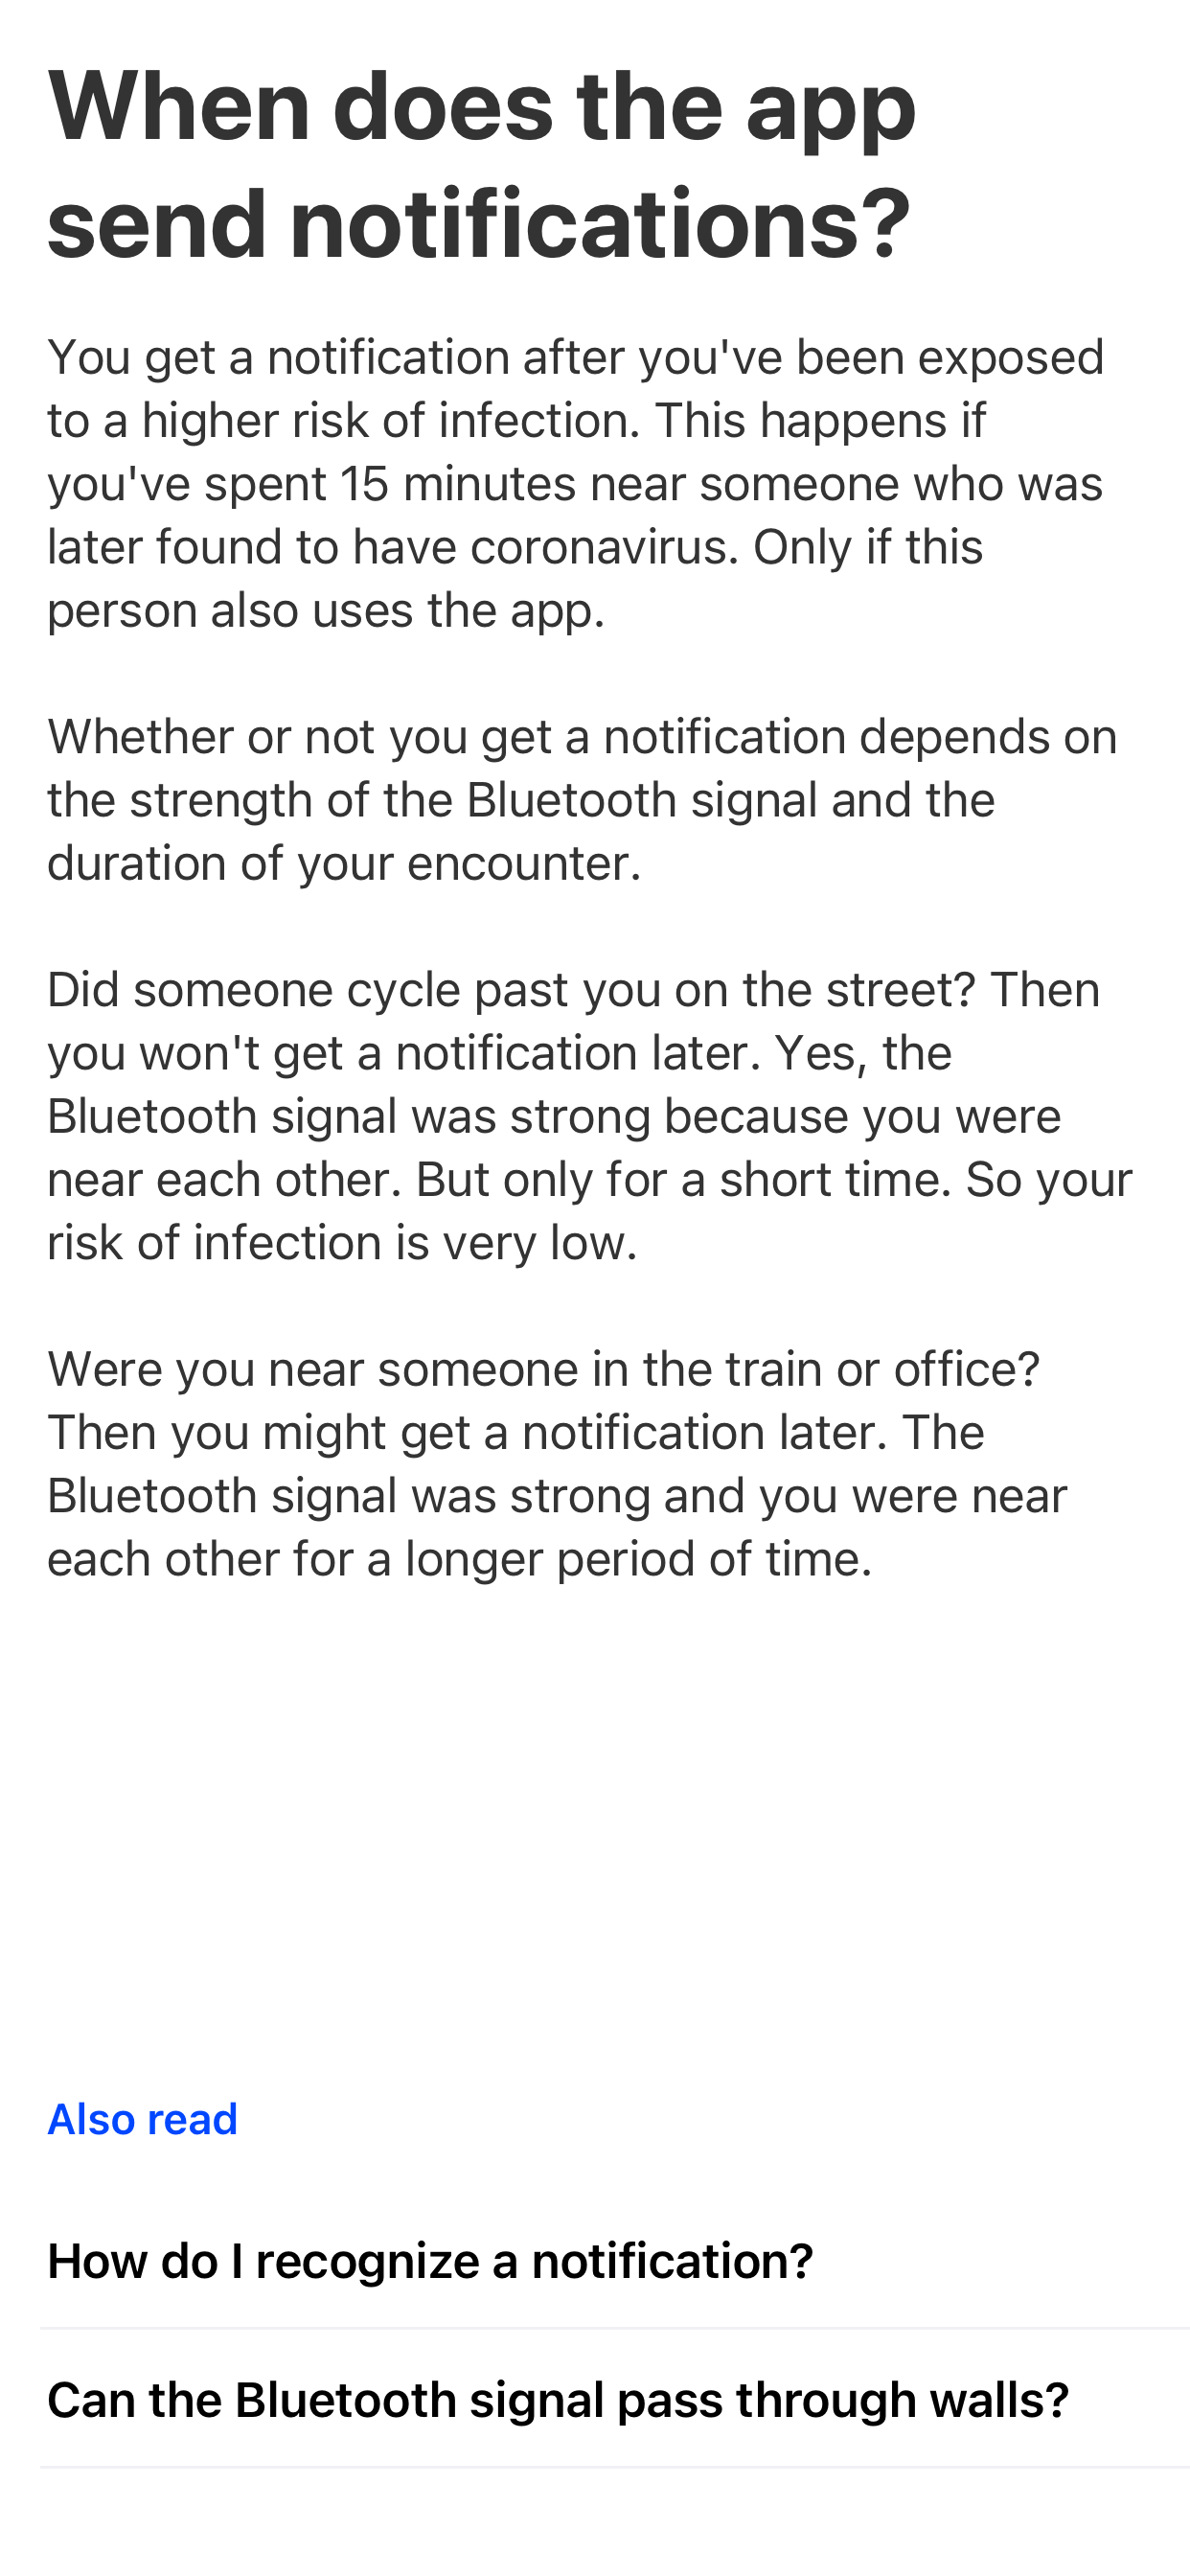 When does the app
send notifications?
You get a notification after you've been exposed
to a higher risk of infection. This happens if
you've spent 15 minutes near someone who was
later found to have coronavirus. Only if this
person also uses the app.
Whether or not you get a notification depends on
the strength of the Bluetooth signal and the
duration of your encounter.
Did someone cycle past you on the street? Then
you won't get a notification later. Yes, the
Bluetooth signal was strong because you were
near each other. But only for a short time. So your
risk of infection is very low.
Were you near someone in the train or office?
Then you might get a notification later. The
Bluetooth signal was strong and you were near
each other for a longer period of time.
Also read
How do I recognize a notification?
Can the Bluetooth signal pass through walls?